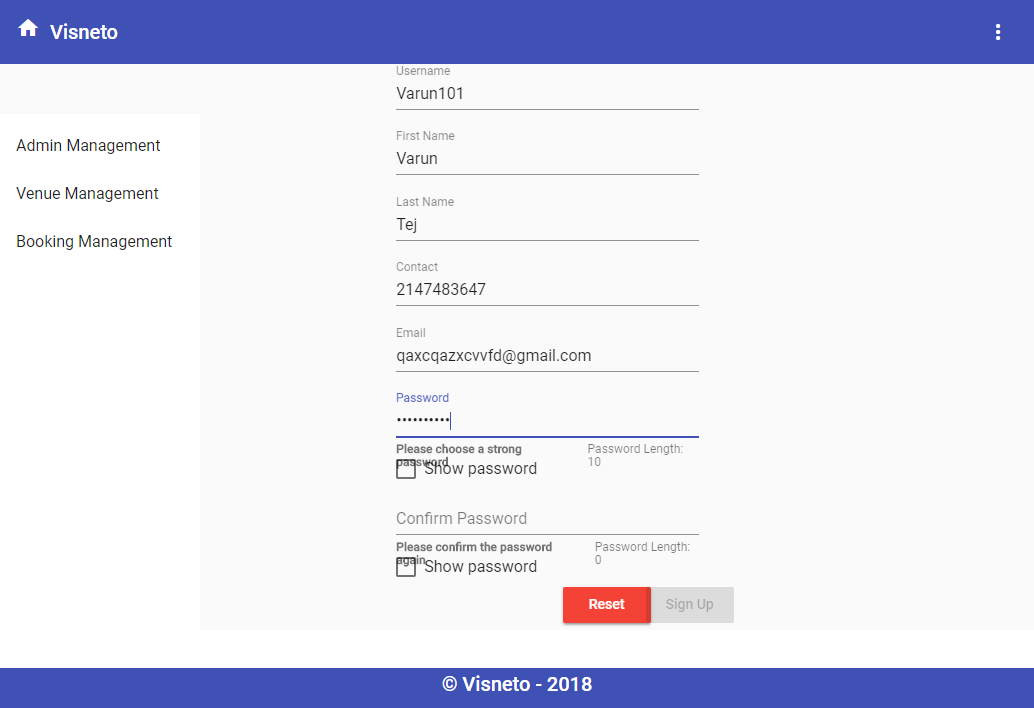 Visneto
Admin Management
Venue Management
Booking Management
Username
Varun101
First Name
Varun
Last Name
Tej
Contact
2147483647
Email
qaxcqazxcvvfd@gmail.com
Password
••••••••••
Please choose a strong
password
Password Length:
10
Show password
Confirm Password
Please confirm the password
again
Password Length:
0
Show password
Reset
Sign Up
© Visneto - 2018